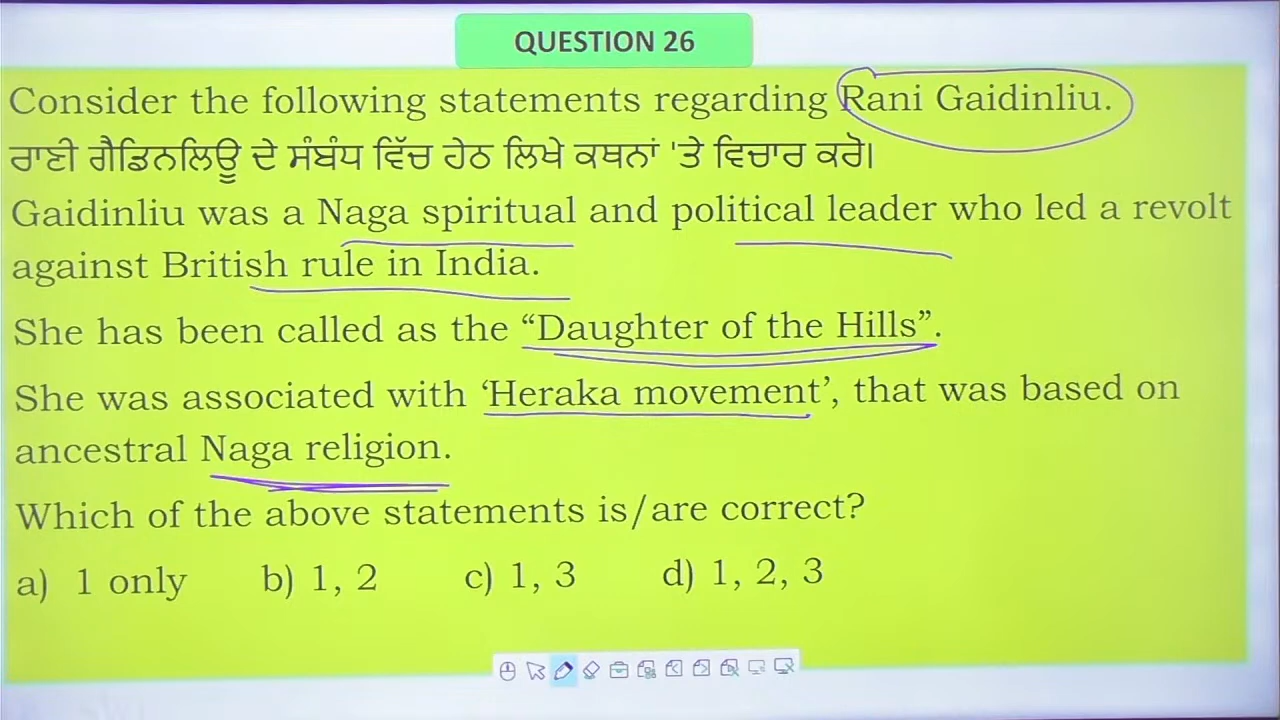 QUESTION 26
Consider the following statements regarding Rani Gaidinliu.
ਰਾਣੀ ਗੈਡਿਨਲਿਊ ਦੇ ਸੰਬੰਧ ਵਿੱਚ ਹੇਠ ਲਿਖੇ ਕਥਨਾਂ 'ਤੇ ਵਿਚਾਰ ਕਰੋ।
Gaidinliu was a Naga spiritual and political leader who led a revolt
against British rule in India.
She has been called as the “Daughter of the Hills”.
She was associated with ‘Heraka movement’, that was based on
ancestral Naga religion.
Which of the above statements is/are correct?
a) 1 only b) 1, 2 c) 1, 3 d) 1, 2, 3